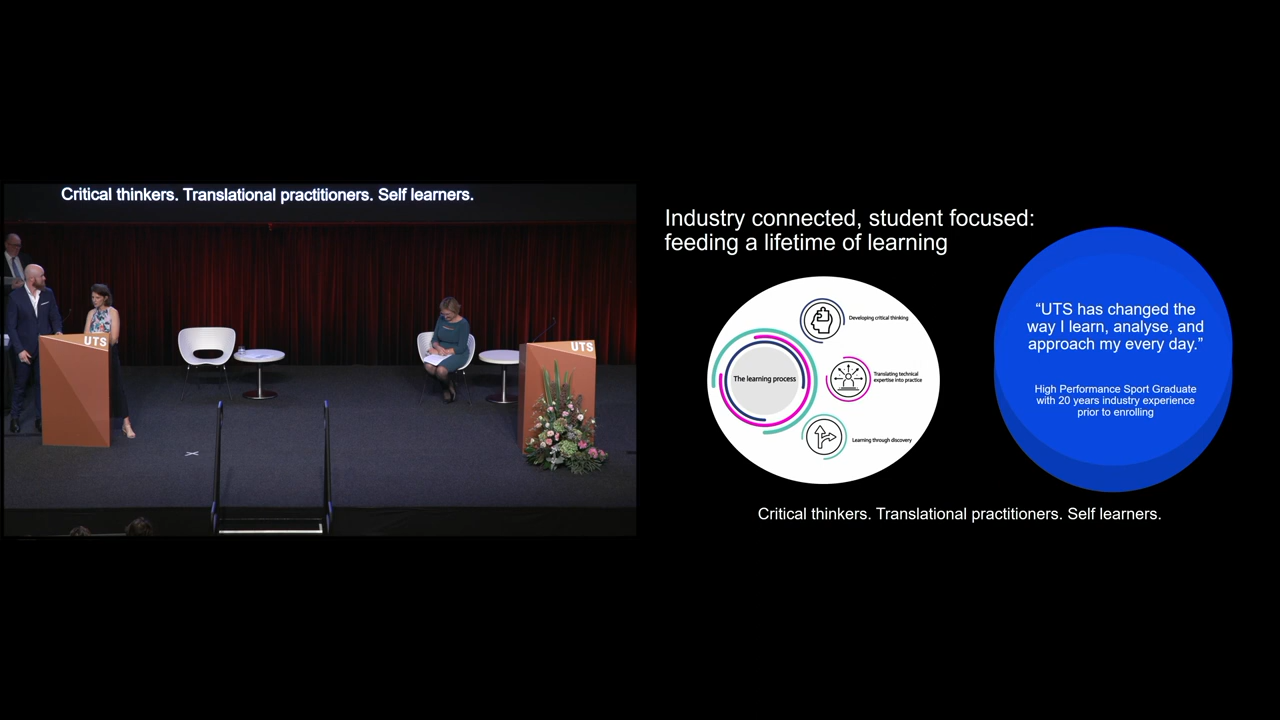 Critical thinkers. Translational practitioners. Self learners.
UTS
UTS
Industry connected, student focused:
feeding a lifetime of learning
The learning process
Developing critical thinking
Translating technical
expertise into practice
Learning through discovery
“UTS has changed the
way I learn, analyse, and
approach my every day.”
High Performance Sport Graduate
with 20 years industry experience
prior to enrolling
Critical thinkers. Translational practitioners. Self learners.